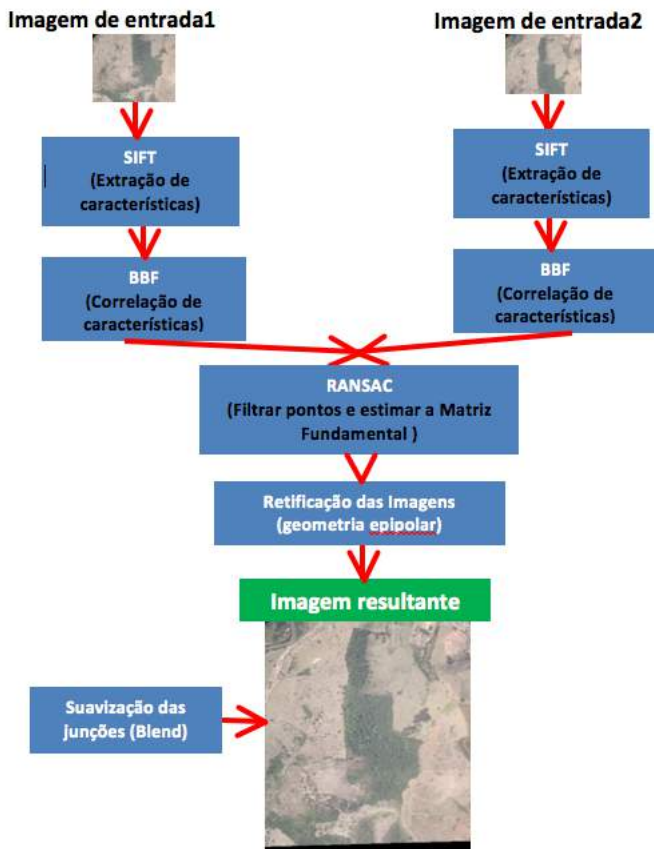 Imagem de entrada1
Imagem de entrada2
SIFT
(Extração de
características)
SIFT
(Extração de
características)
BBF
(Correlação de
características)
BBF
(Correlação de
características)
RANSAC
(Filtrar pontos e estimar a Matriz
Fundamental )
Retificação das Imagens
(geometria epipolar)
Imagem resultante
Suavização das
junções (Blend)